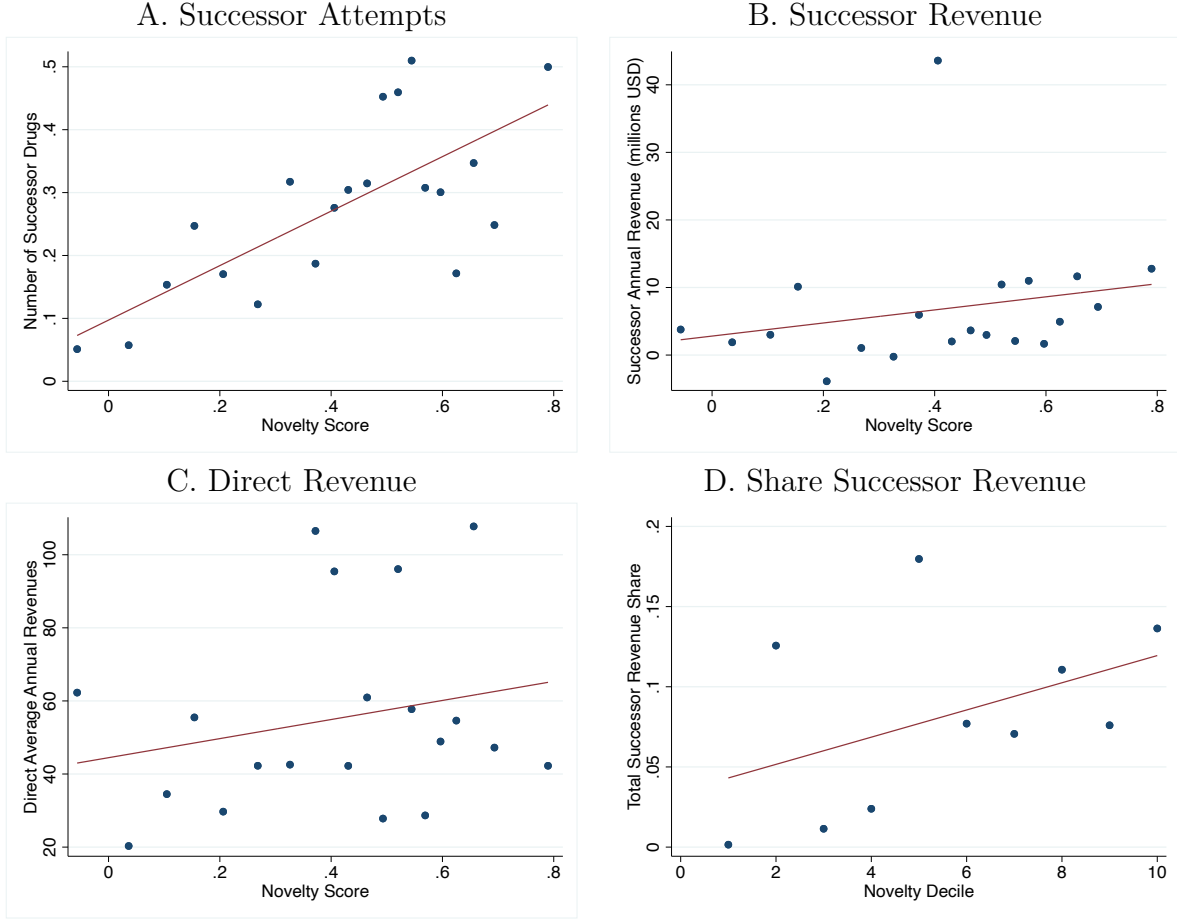 A. Successor Attempts
Number of Successor Drugs
.5
.4
.3
.2
.1
0
0 .2 .4 .6 .8
Novelty Score
B. Successor Revenue
Successor Annual Revenue (millions USD)
40
30
20
10
0
0 .2 .4 .6 .8
Novelty Score
C. Direct Revenue
Direct Average Annual Revenues
100
80
60
40
20
0 .2 .4 .6 .8
Novelty Score
D. Share Successor Revenue
Total Successor Revenue Share
.2
.15
.1
.05
0
0 2 4 6 8 10
Novelty Decile